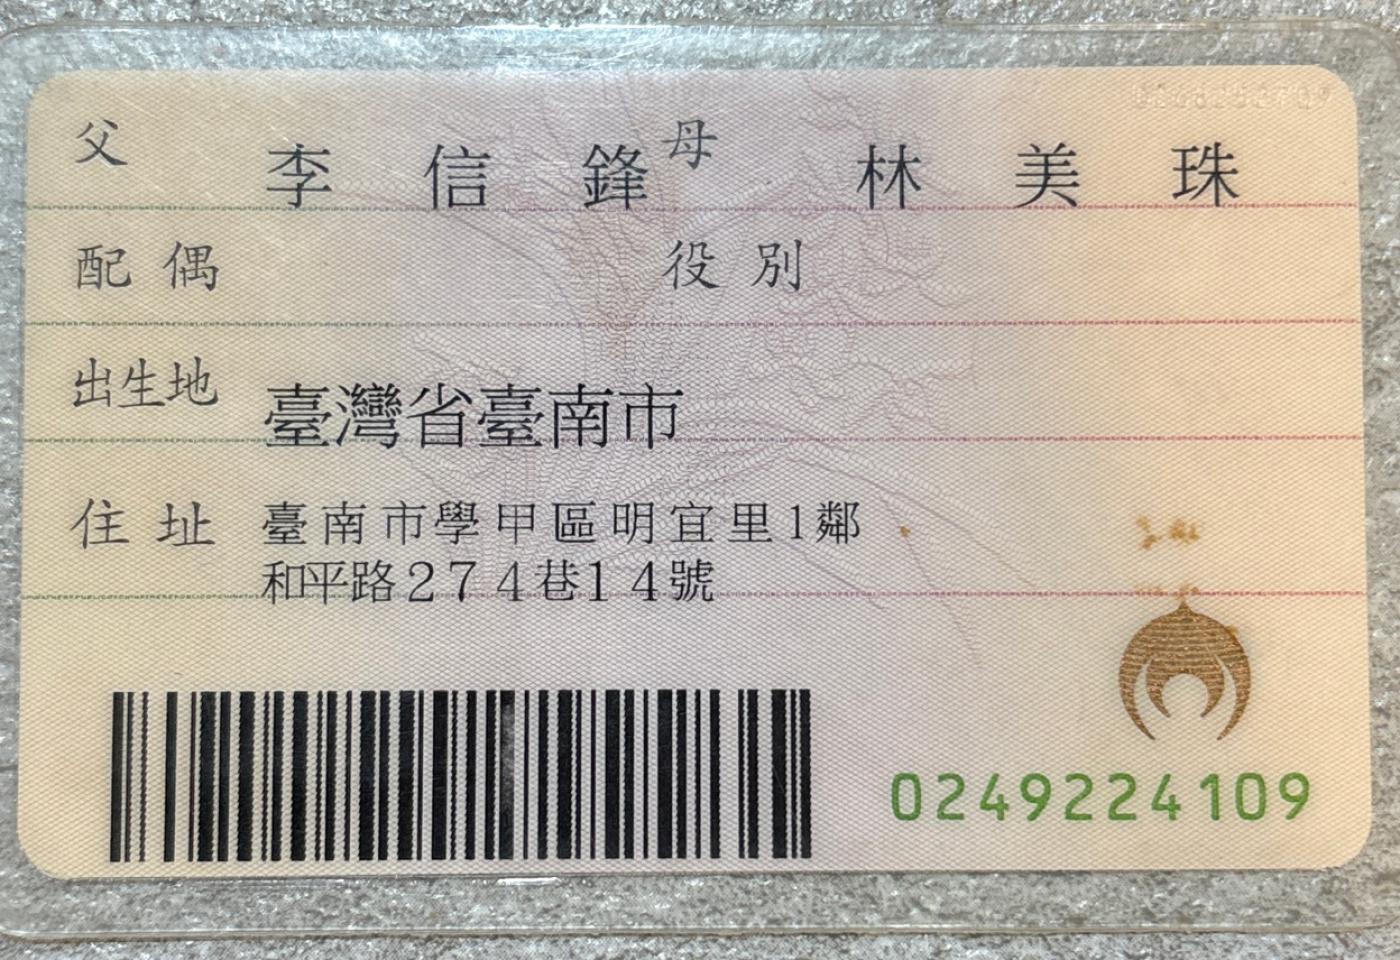 父 李信鋒 母 林美珠
配偶 役別
出生地 臺灣省臺南市
住址 臺南市學甲區明宜里1鄰
和平路274巷14號
0249224109